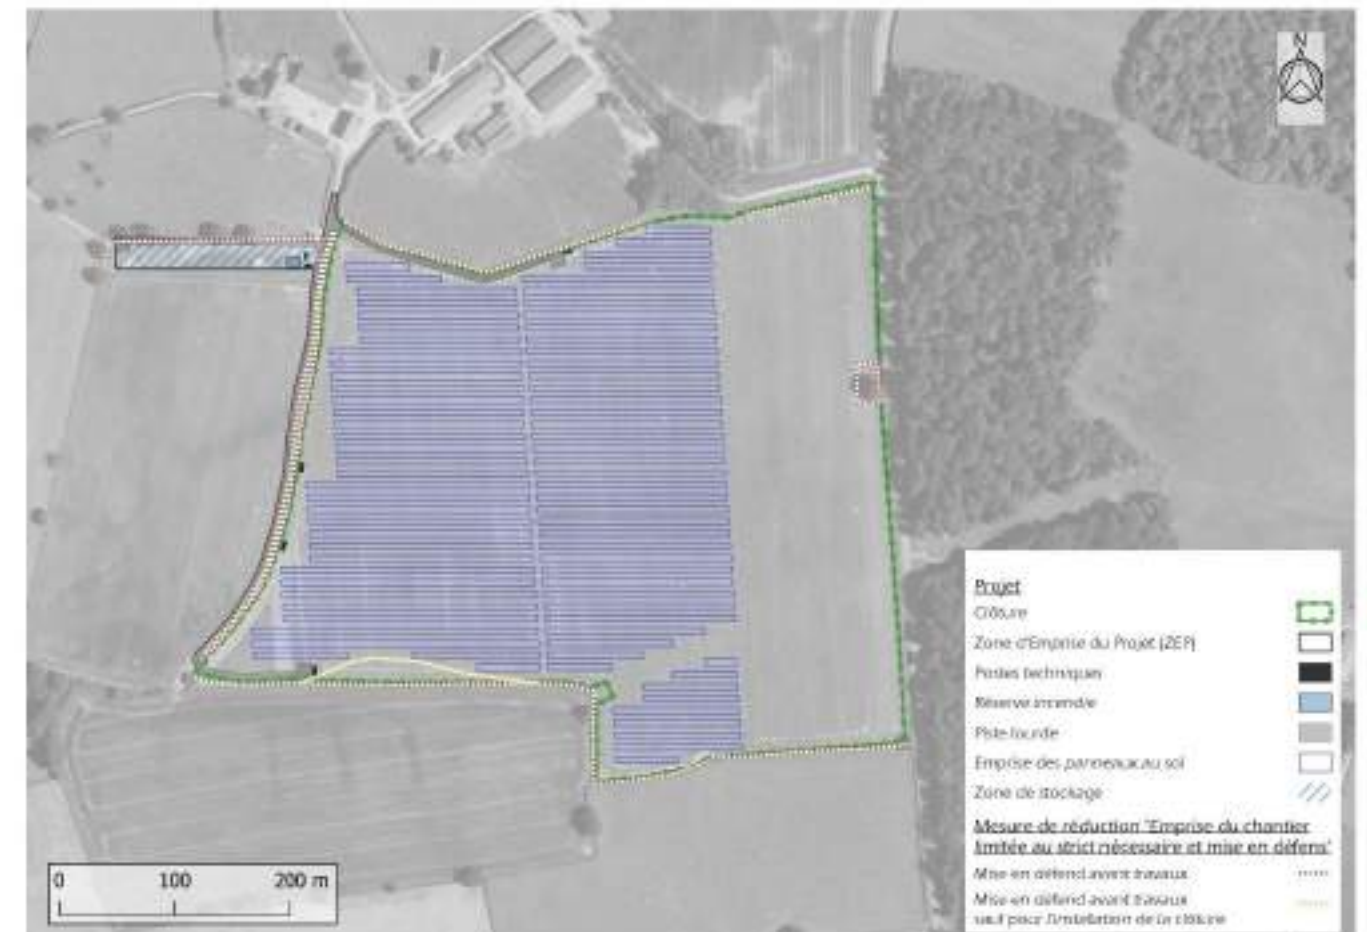 N
Projet
Clôture
Zone d'Emprise du Projet (ZEP)
Postes techniques
Réserve incendie
Piste lourde
Emprise des panneaux au sol
Zone de stockage
Mesure de réduction "Emprise du chantier
limitée au strict nécessaire et mise en défens"
Mise en défend avant travaux
Mise en défend avant travaux
sauf pour l'installation de la clôture
0 100 200 m